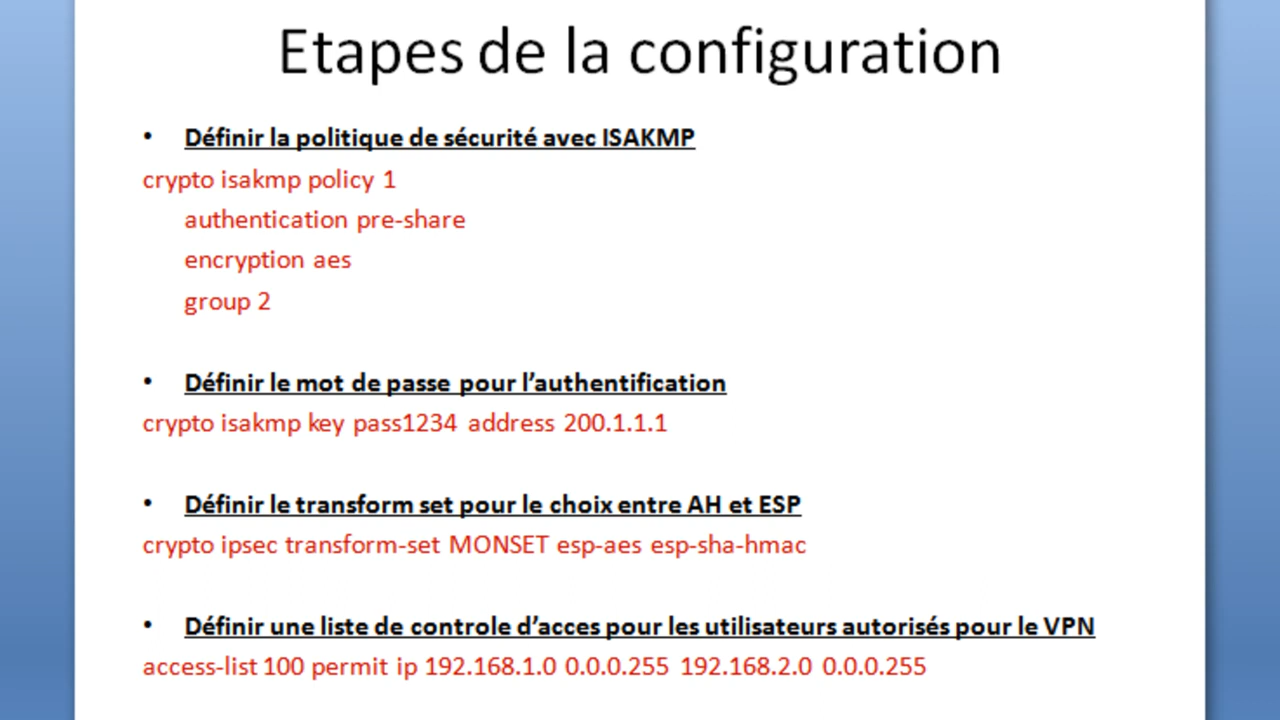 Etapes de la configuration
• Définir la politique de sécurité avec ISAKMP
crypto isakmp policy 1
authentication pre-share
encryption aes
group 2
• Définir le mot de passe pour l’authentification
crypto isakmp key pass1234 address 200.1.1.1
• Définir le transform set pour le choix entre AH et ESP
crypto ipsec transform-set MONSET esp-aes esp-sha-hmac
• Définir une liste de controle d’acces pour les utilisateurs autorisés pour le VPN
access-list 100 permit ip 192.168.1.0 0.0.0.255 192.168.2.0 0.0.0.255